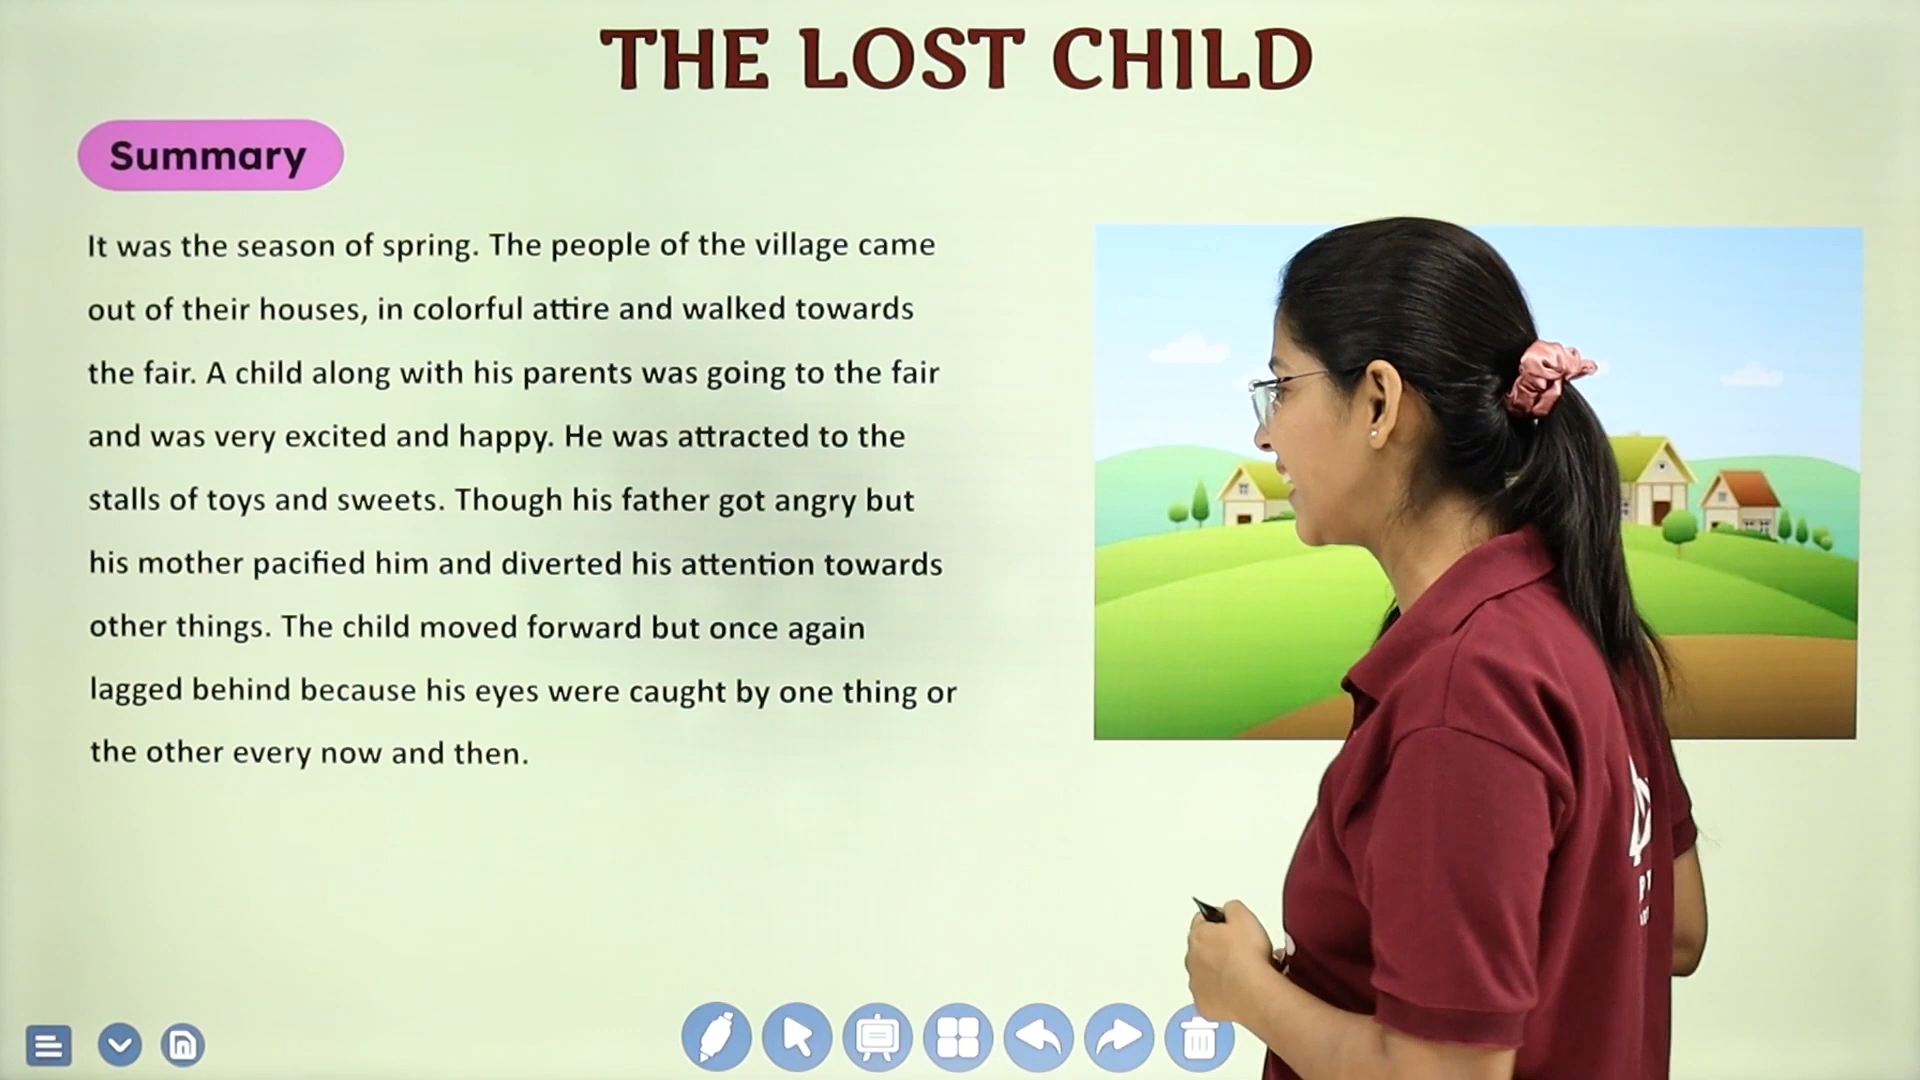 THE LOST CHILD
Summary
It was the season of spring. The people of the village came
out of their houses, in colorful attire and walked towards
the fair. A child along with his parents was going to the fair
and was very excited and happy. He was attracted to the
stalls of toys and sweets. Though his father got angry but
his mother pacified him and diverted his attention towards
other things. The child moved forward but once again
lagged behind because his eyes were caught by one thing or
the other every now and then.